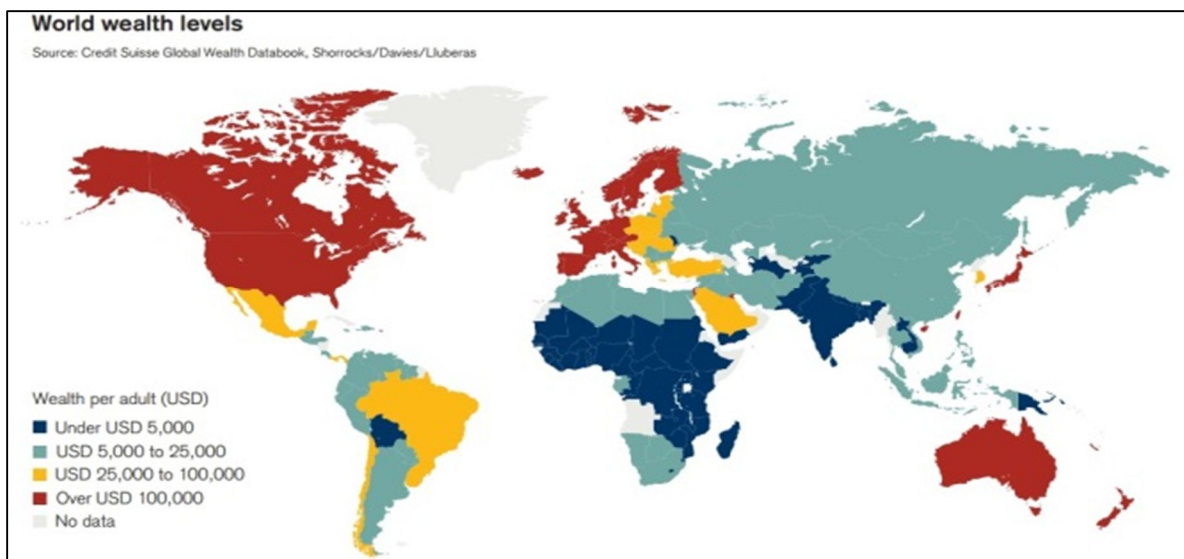 World wealth levels
Source: Credit Suisse Global Wealth Databook, Shorrocks/Davies/Lluberas
Wealth per adult (USD)
Under USD 5,000
USD 5,000 to 25,000
USD 25,000 to 100,000
Over USD 100,000
No data